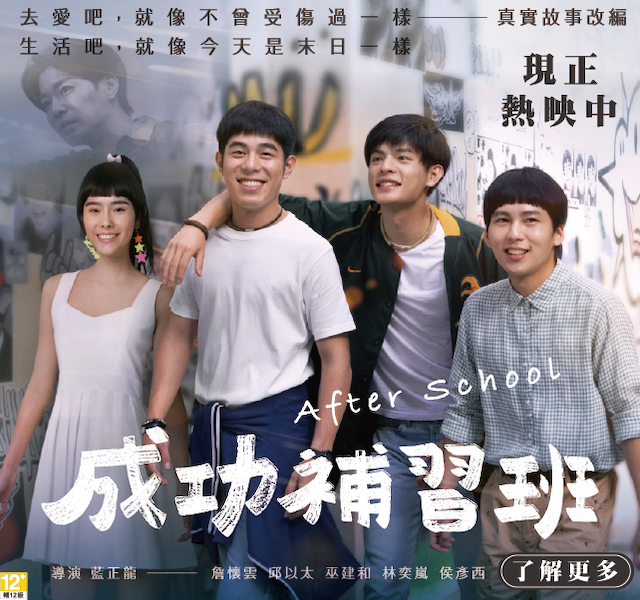 去愛吧，就像不曾受傷過一樣——真實故事改編
生活吧，就像今天是末日一樣
現正
熱映中
After School
成功補習班
導演 藍正龍——詹懷雲 邱以太 巫建和 林奕嵐 侯彥西
了解更多
12+
輔12級